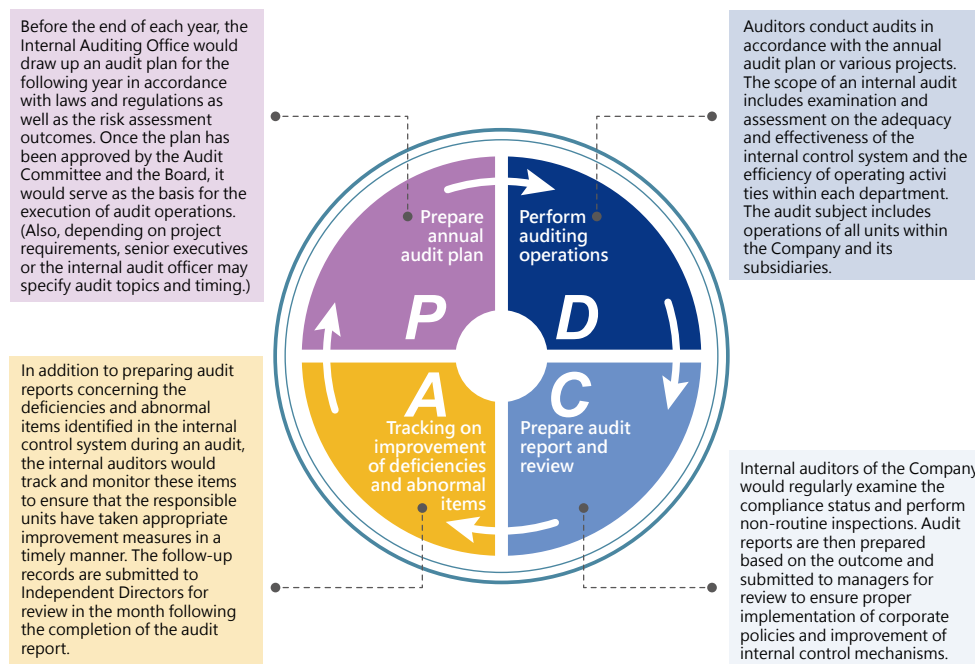 Before the end of each year, the
Internal Auditing Office would
draw up an audit plan for the
following year in accordance
with laws and regulations as
well as the risk assessment
outcomes. Once the plan has
been approved by the Audit
Committee and the Board, it
would serve as the basis for the
execution of audit operations.
(Also, depending on project
requirements, senior executives
or the internal audit officer may
specify audit topics and timing.)
Auditors conduct audits in
accordance with the annual
audit plan or various projects.
The scope of an internal audit
includes examination and
assessment on the adequacy
and effectiveness of the
internal control system and the
efficiency of operating activi
ties within each department.
The audit subject includes
operations of all units within
the Company and its
subsidiaries.
Prepare
annual
audit plan
P
Perform
auditing
operations
D
A
Tracking on
improvement
of deficiencies
and abnormal
items
C
Prepare audit
report and
review
In addition to preparing audit
reports concerning the
deficiencies and abnormal
items identified in the internal
control system during an audit,
the internal auditors would
track and monitor these items
to ensure that the responsible
units have taken appropriate
improvement measures in a
timely manner. The follow-up
records are submitted to
Independent Directors for
review in the month following
the completion of the audit
report.
Internal auditors of the Company
would regularly examine the
compliance status and perform
non-routine inspections. Audit
reports are then prepared
based on the outcome and
submitted to managers for
review to ensure proper
implementation of corporate
policies and improvement of
internal control mechanisms.